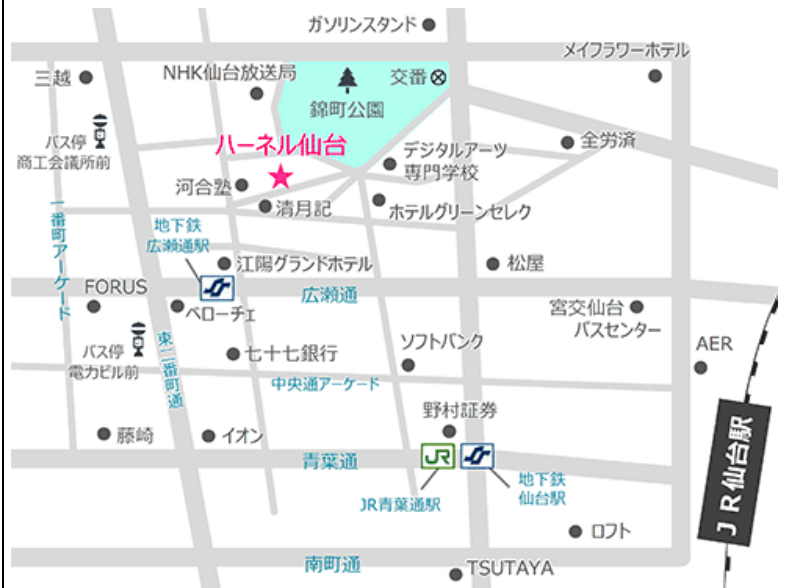 ガソリンスタンド
メイフラワーホテル
三越
NHK仙台放送局
交番
錦町公園
バス停
商工会議所前
ハーネル仙台
デジタルアーツ
専門学校
全労済
河合塾
清月記
ホテルグリーンセレク
一番町アーケード
地下鉄
広瀬通駅
江陽グランドホテル
松屋
FORUS
広瀬通
ベローチェ
宮交仙台
バスセンター
バス停
電力ビル前
東二番町通
七十七銀行
ソフトバンク
AER
中央通アーケード
野村証券
藤崎
イオン
青葉通
JR
地下鉄
仙台駅
JR青葉通駅
JR仙台駅
ロフト
南町通
TSUTAYA